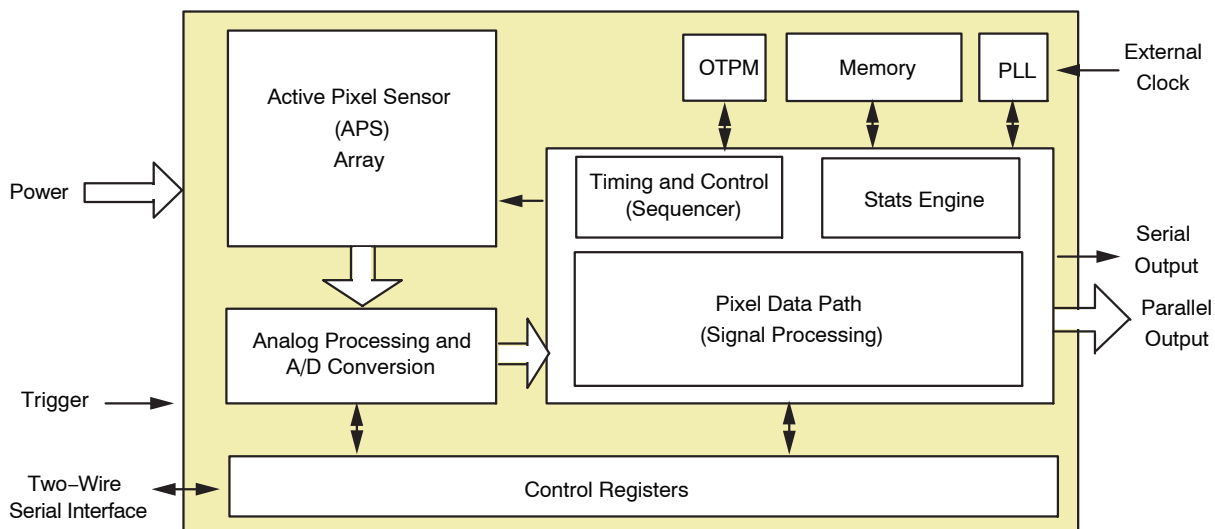 Active Pixel Sensor
(APS)
Array
OTPM
Memory
PLL
External
Clock
Power
Timing and Control
(Sequencer)
Stats Engine
Serial
Output
Pixel Data Path
(Signal Processing)
Parallel
Output
Analog Processing and
A/D Conversion
Trigger
Two−Wire
Serial Interface
Control Registers